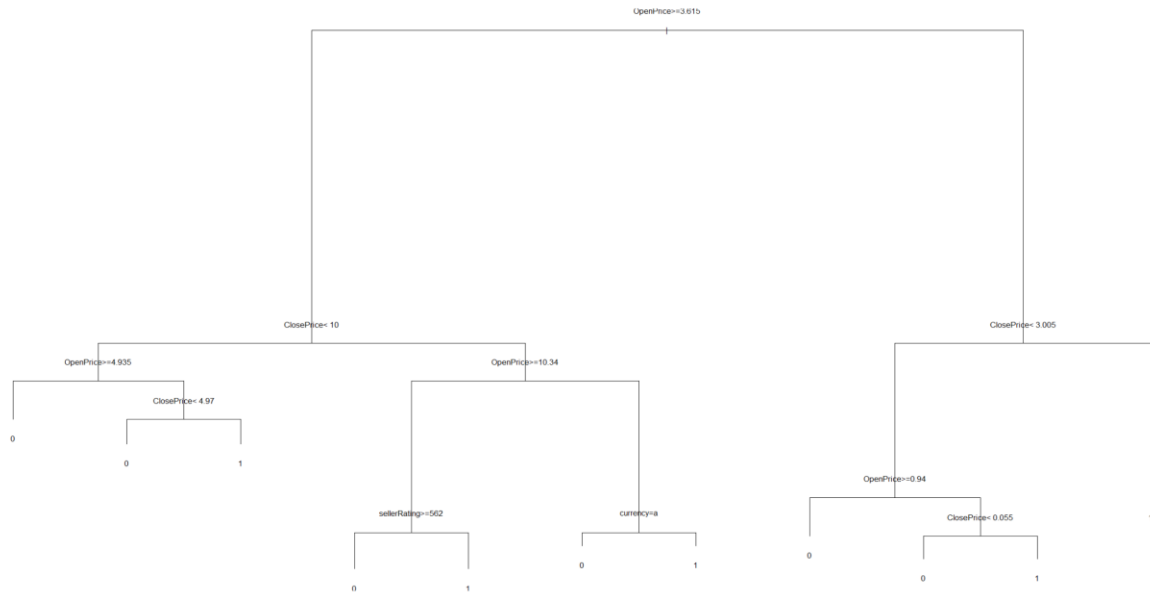 OpenPrice>=3.615
ClosePrice< 10
ClosePrice< 3.005
OpenPrice>=4.935
OpenPrice>=10.34
ClosePrice< 4.97
0
0
1
OpenPrice>=0.94
sellerRating>=562
currency=a
ClosePrice< 0.055
0
0
1
0
1
0
1